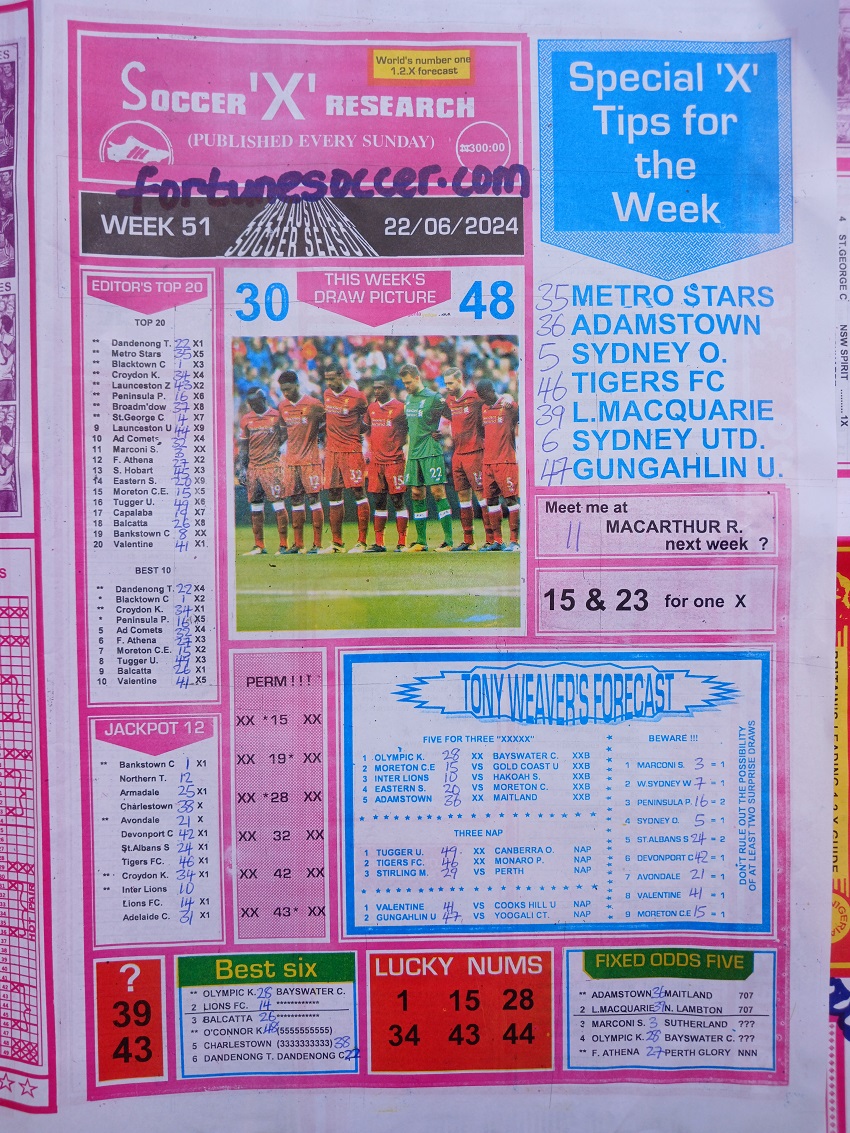 World's number one
1.2.X forecast
SOCCER 'X' RESEARCH
(PUBLISHED EVERY SUNDAY)
₦300:00
fortunesoccer.com
WEEK 51
2024 AUSTRALIAN
SOCCER SEASON
22/06/2024
EDITOR'S TOP 20
TOP 20
** Dandenong T. 22 X1
** Metro Stars 35 X5
** Blacktown C 1 X3
** Croydon K. 34 X4
** Launceston Z 43 X2
** Peninsula P. 16 X6
** Broadm'dow 37 X8
** St.George C 4 X7
9 Launceston U 44 X9
10 Ad Comets 32 X4
11 Marconi S. 3 XX
12 F. Athena 27 X2
13 S. Hobart 45 X3
14 Eastern S. 20 X9
15 Moreton C.E. 15 X5
16 Tugger U. 49 X6
17 Capalaba 19 X7
18 Balcatta 26 X8
19 Bankstown C 8 XX
20 Valentine 41 X1
BEST 10
** Dandenong T. 22 X4
* Blacktown C 1 X2
** Croydon K. 34 X1
* Peninsula P. 16 X5
5 Ad Comets 32 X4
6 F. Athena 27 X3
7 Moreton C.E. 15 X2
8 Tugger U. 49 X3
9 Balcatta 26 X1
10 Valentine 41 X5
30
THIS WEEK'S
DRAW PICTURE
48
Special 'X'
Tips for
the
Week
35 METRO STARS
36 ADAMSTOWN
5 SYDNEY O.
46 TIGERS FC
39 L.MACQUARIE
6 SYDNEY UTD.
47 GUNGAHLIN U.
Meet me at
11 MACARTHUR R.
next week ?
15 & 23 for one X
JACKPOT 12
** Bankstown C 1 X1
Northern T. 12
Armadale 25 X1
Charlestown 38 X
** Avondale 21 X
Devonport C 42 X1
St.Albans S 24 X1
Tigers FC. 46 X1
** Croydon K. 34 X1
** Inter Lions 10
Lions FC. 14 X1
Adelaide C. 31 X1
PERM ! ! !
XX *15 XX
XX 19* XX
XX *28 XX
XX 32 XX
XX 42 XX
XX 43* XX
TONY WEAVER'S FORECAST
FIVE FOR THREE "XXXXX"
1 OLYMPIC K. 28 XX BAYSWATER C. XXB
2 MORETON C.E 15 VS GOLD COAST U XXB
3 INTER LIONS 10 VS HAKOAH S. XXB
4 EASTERN S. 20 VS MORETON C. XXB
5 ADAMSTOWN 36 XX MAITLAND XXB
THREE NAP
1 TUGGER U. 49 XX CANBERRA O. NAP
2 TIGERS FC. 46 XX MONARO P. NAP
3 STIRLING M. 29 VS PERTH NAP
1 VALENTINE 41 VS COOKS HILL U NAP
2 GUNGAHLIN U 47 VS YOOGALI CT. NAP
BEWARE !!!
1 MARCONI S. 3 = 1
2 W.SYDNEY W 7 = 1
3 PENINSULA P. 16 = 2
4 SYDNEY O. 5 = 1
5 ST.ALBANS S 24 = 2
6 DEVONPORT C 42 = 1
7 AVONDALE 21 = 1
8 VALENTINE 41 = 1
9 MORETON C.E 15 = 1
DON'T RULE OUT THE POSSIBILITY
OF AT LEAST TWO SURPRISE DRAWS
?
39
43
Best six
** OLYMPIC K. 28 BAYSWATER C.
2 LIONS FC. 14 ************
3 BALCATTA 26 ************
** O'CONNOR K 48 (5555555555)
5 CHARLESTOWN (3333333333) 38
6 DANDENONG T. DANDENONG C 22
LUCKY NUMS
1 15 28
34 43 44
FIXED ODDS FIVE
** ADAMSTOWN 36 MAITLAND 707
2 L.MACQUARIE 39 N. LAMBTON 707
3 MARCONI S. 3 SUTHERLAND ???
4 OLYMPIC K. 28 BAYSWATER C. ???
** F. ATHENA 27 PERTH GLORY NNN
4 ST.GEORGE C
NSW SPIRIT
1X